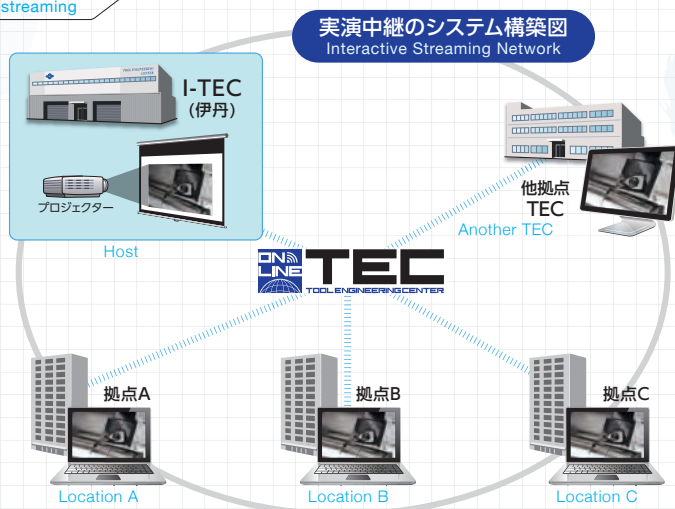 streaming
実演中継のシステム構築図
Interactive Streaming Network
I-TEC
(伊丹)
プロジェクター
Host
他拠点
TEC
Another TEC
ON
LINE
TEC
TOOL ENGINEERING CENTER
拠点A
拠点B
拠点C
Location A
Location B
Location C